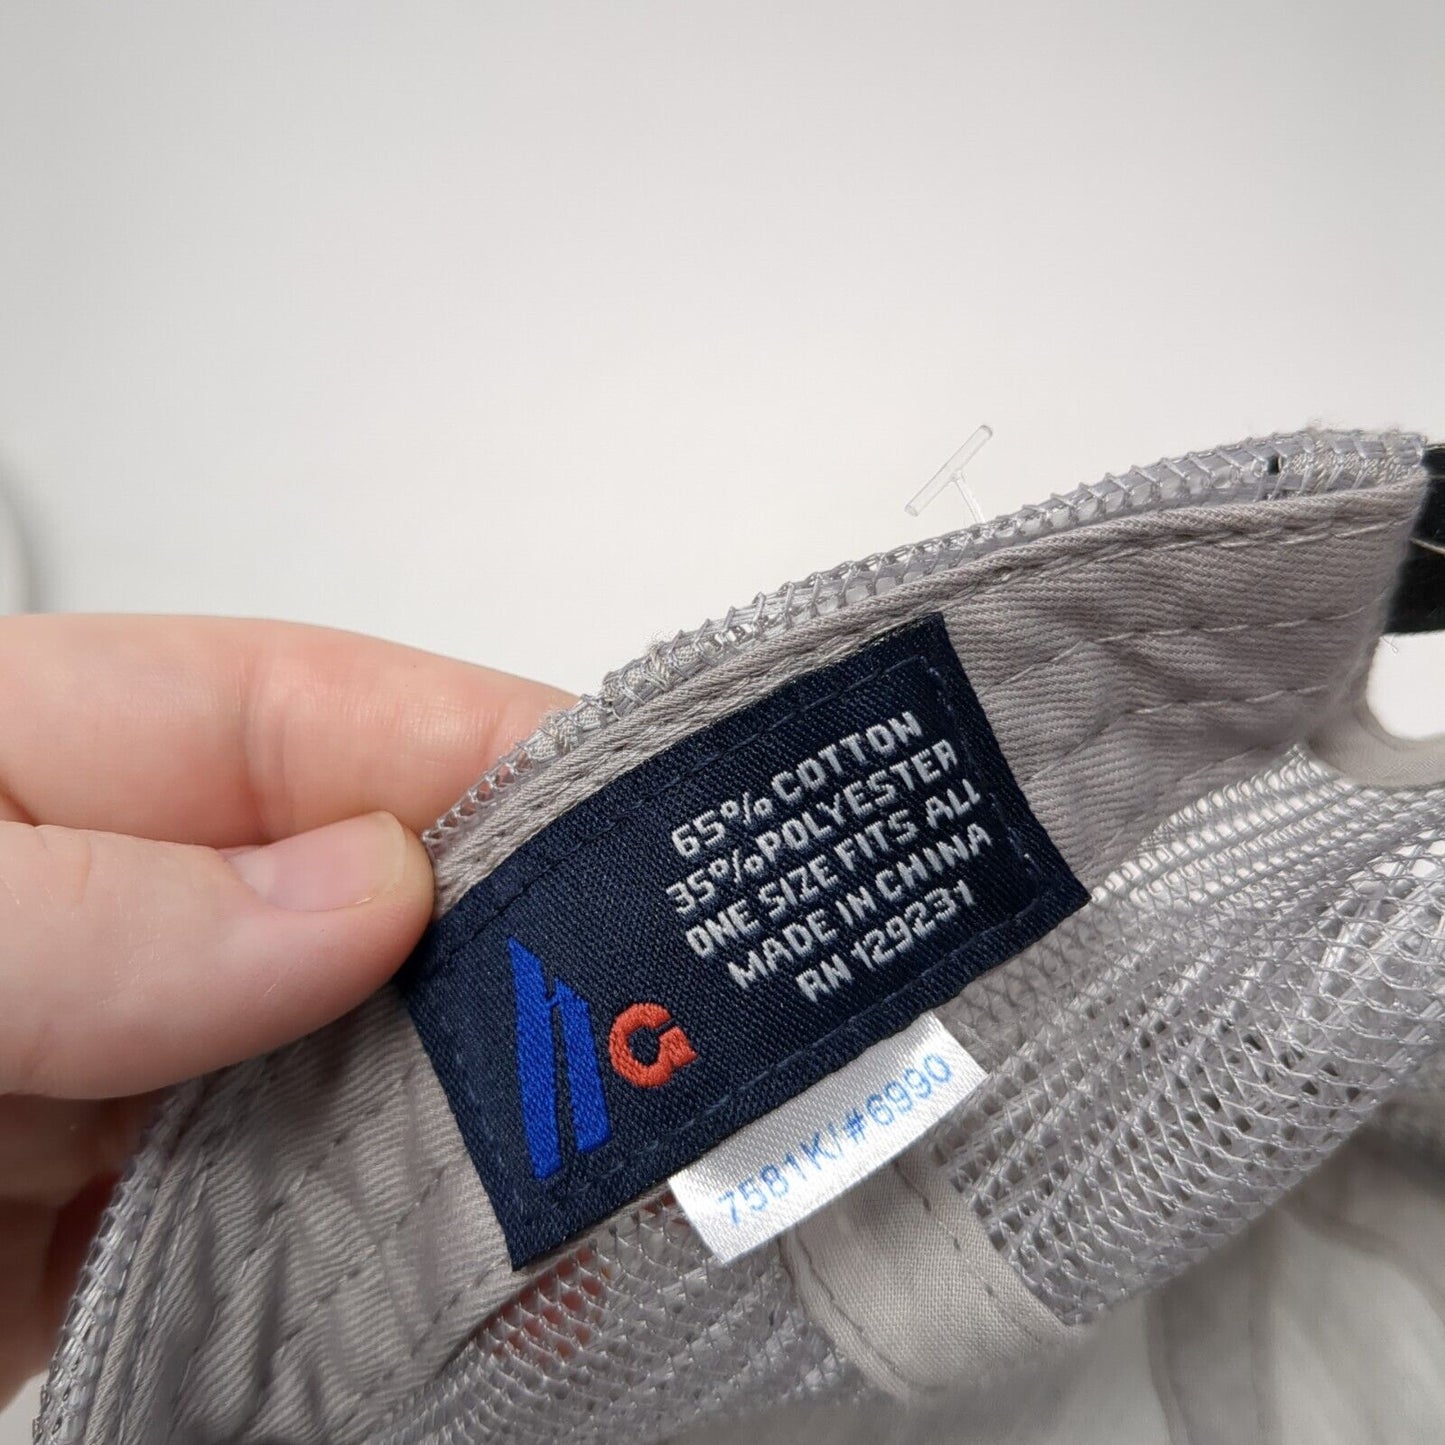 65% COTTON
35% POLYESTER
ONE SIZE FITS ALL
MADE IN CHINA
RN 129231
7581K/#6990